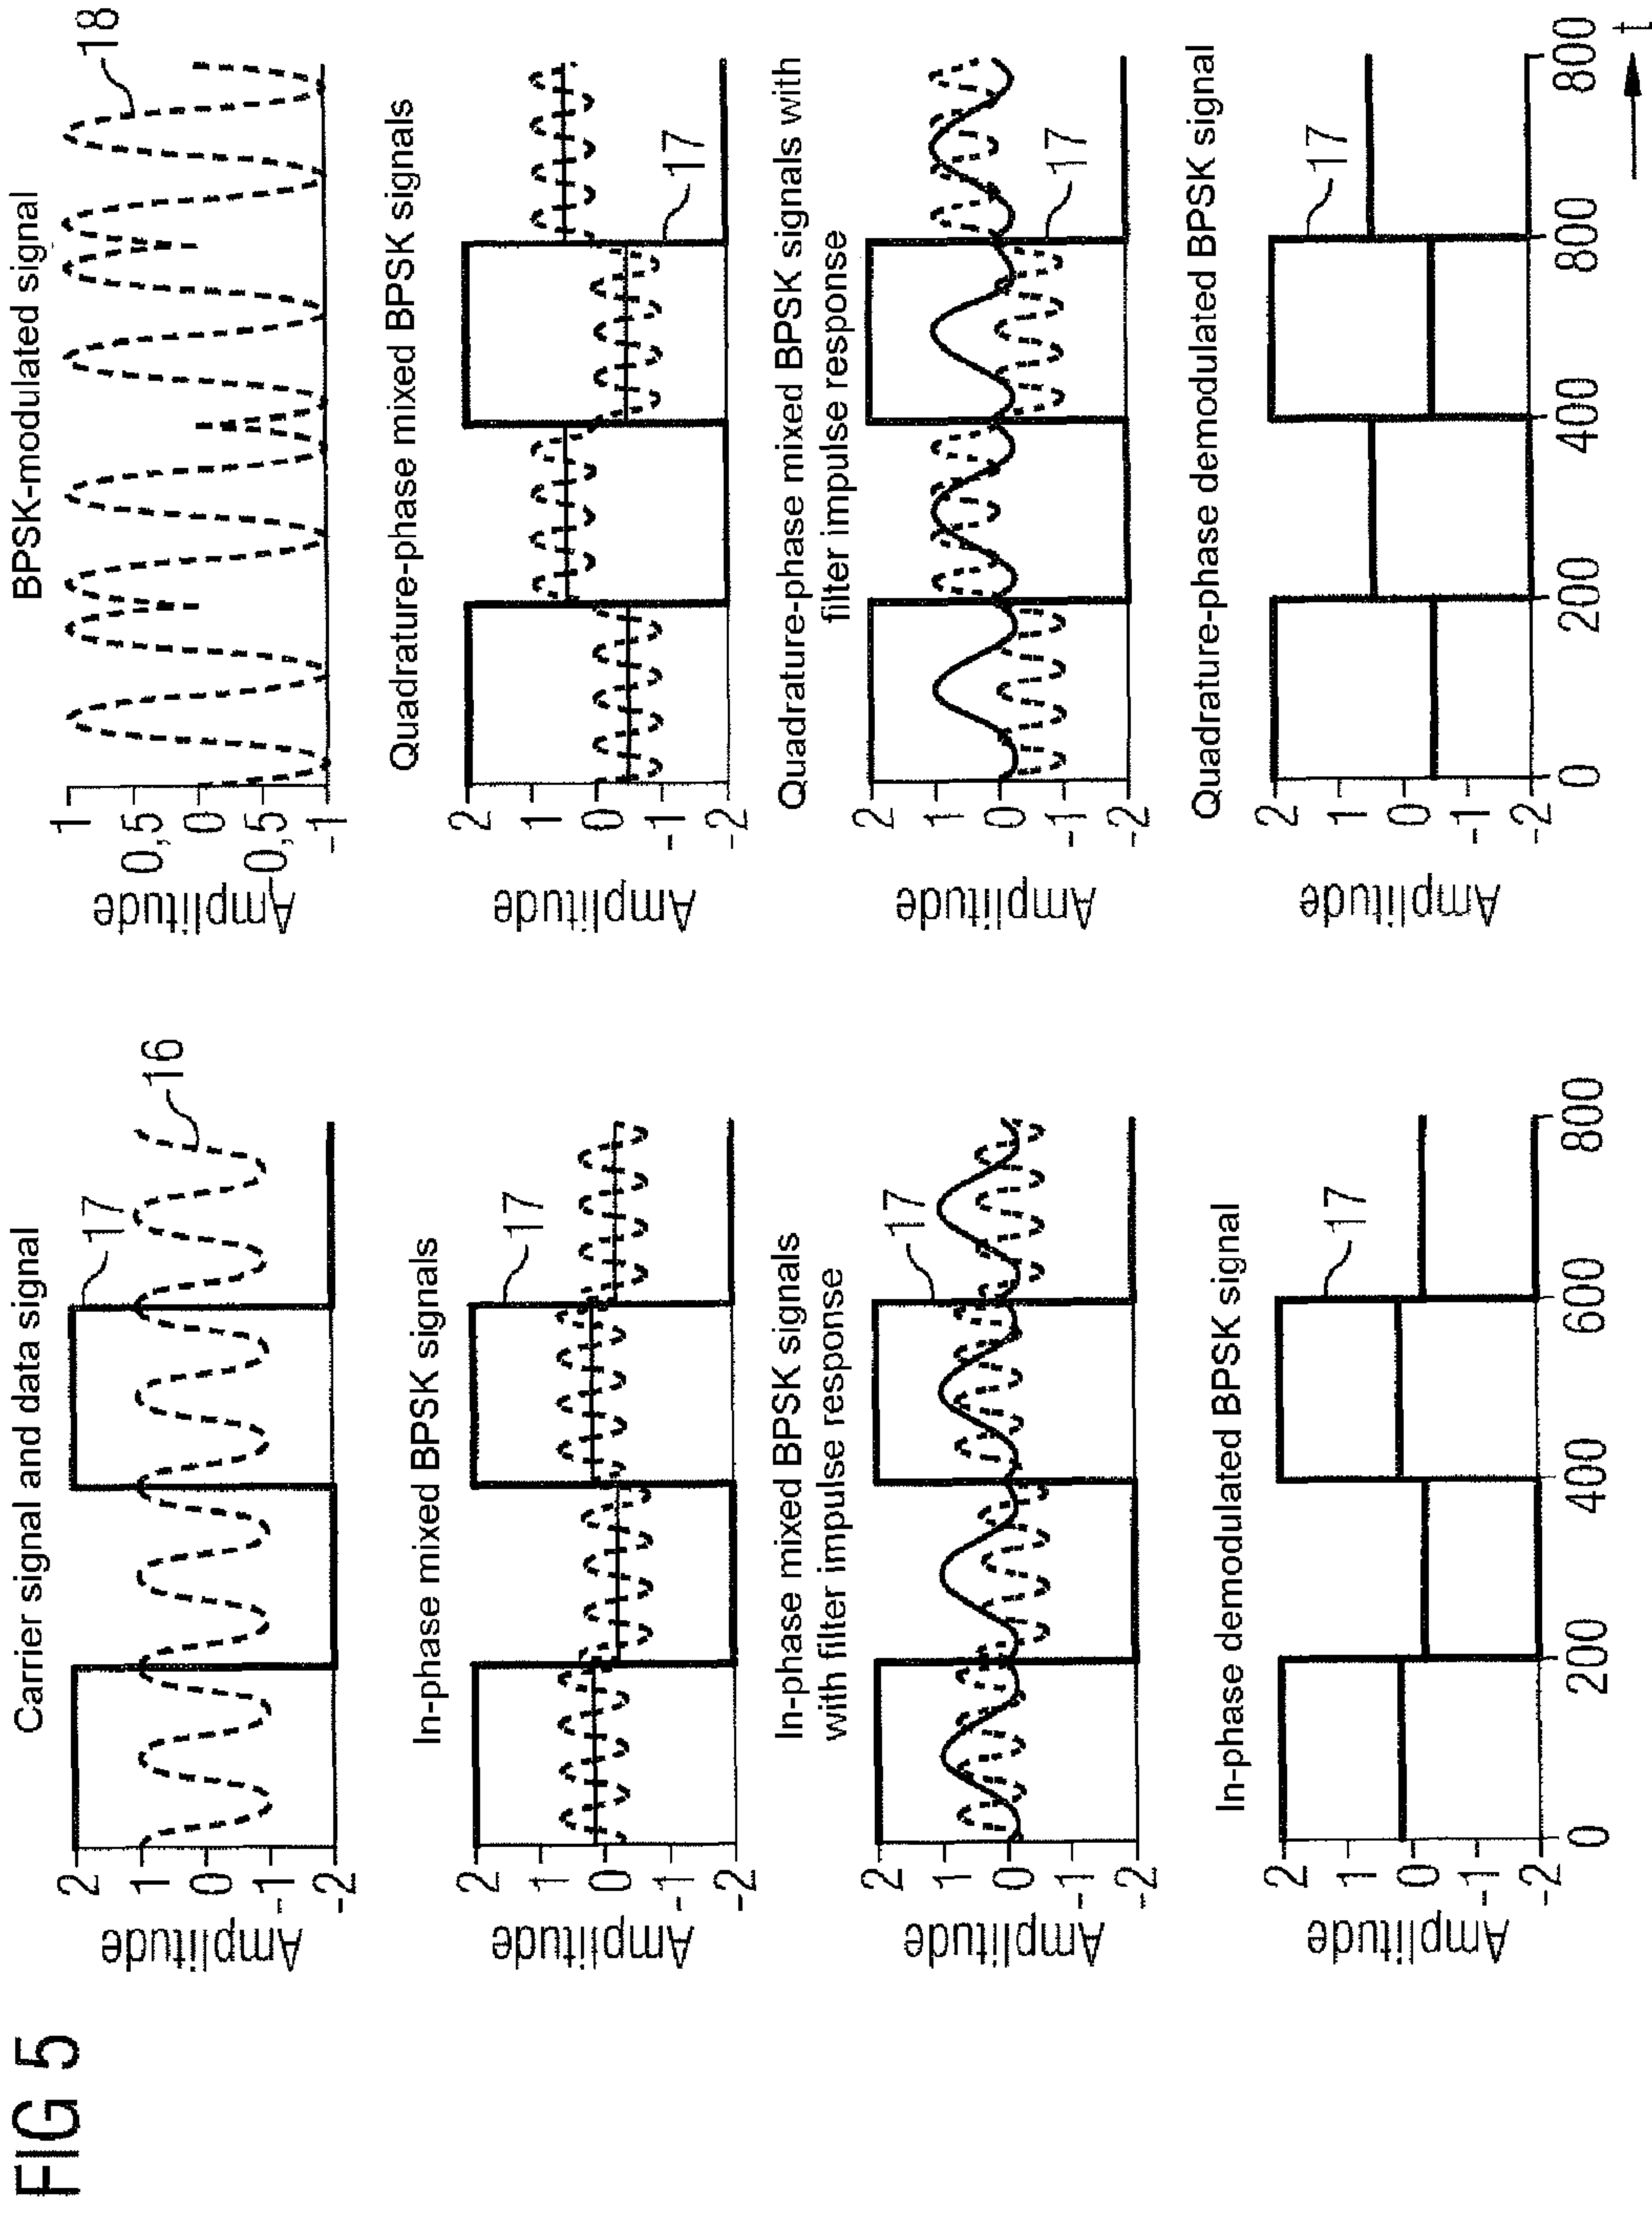 FIG 5
Carrier signal and data signal
Amplitude
2
1
0
-1
-2
17
16
BPSK-modulated signal
Amplitude
1
0,5
0
0,5
-1
18
In-phase mixed BPSK signals
Amplitude
2
1
0
-1
-2
17
Quadrature-phase mixed BPSK signals
Amplitude
2
1
0
-1
-2
17
In-phase mixed BPSK signals
with filter impulse response
Amplitude
2
1
0
-1
-2
17
Quadrature-phase mixed BPSK signals with
filter impulse response
Amplitude
2
1
0
-1
-2
17
In-phase demodulated BPSK signal
Amplitude
2
1
0
-1
-2
17
0 200 400 600 800
Quadrature-phase demodulated BPSK signal
Amplitude
2
1
0
-1
-2
17
0 200 400 800 800
t